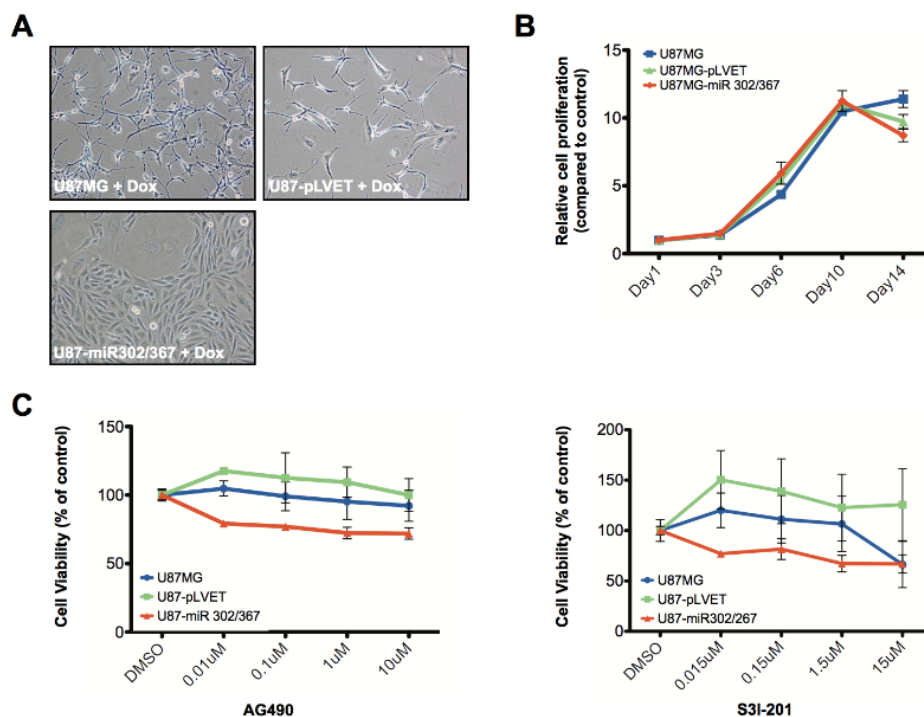 A
U87MG + Dox
U87-pLVET + Dox
U87-miR302/367 + Dox
B
Relative cell proliferation
(compared to control)
15
10
5
0
U87MG
U87MG-pLVET
U87MG-miR 302/367
Day1
Day3
Day6
Day10
Day14
C
Cell Viability (% of control)
150
100
50
0
U87MG
U87-pLVET
U87-miR 302/367
DMSO
0.01uM
0.1uM
1uM
10uM
AG490
Cell Viability (% of control)
200
150
100
50
0
U87MG
U87-pLVET
U87-miR302/267
DMSO
0.015uM
0.15uM
1.5uM
15uM
S3I-201